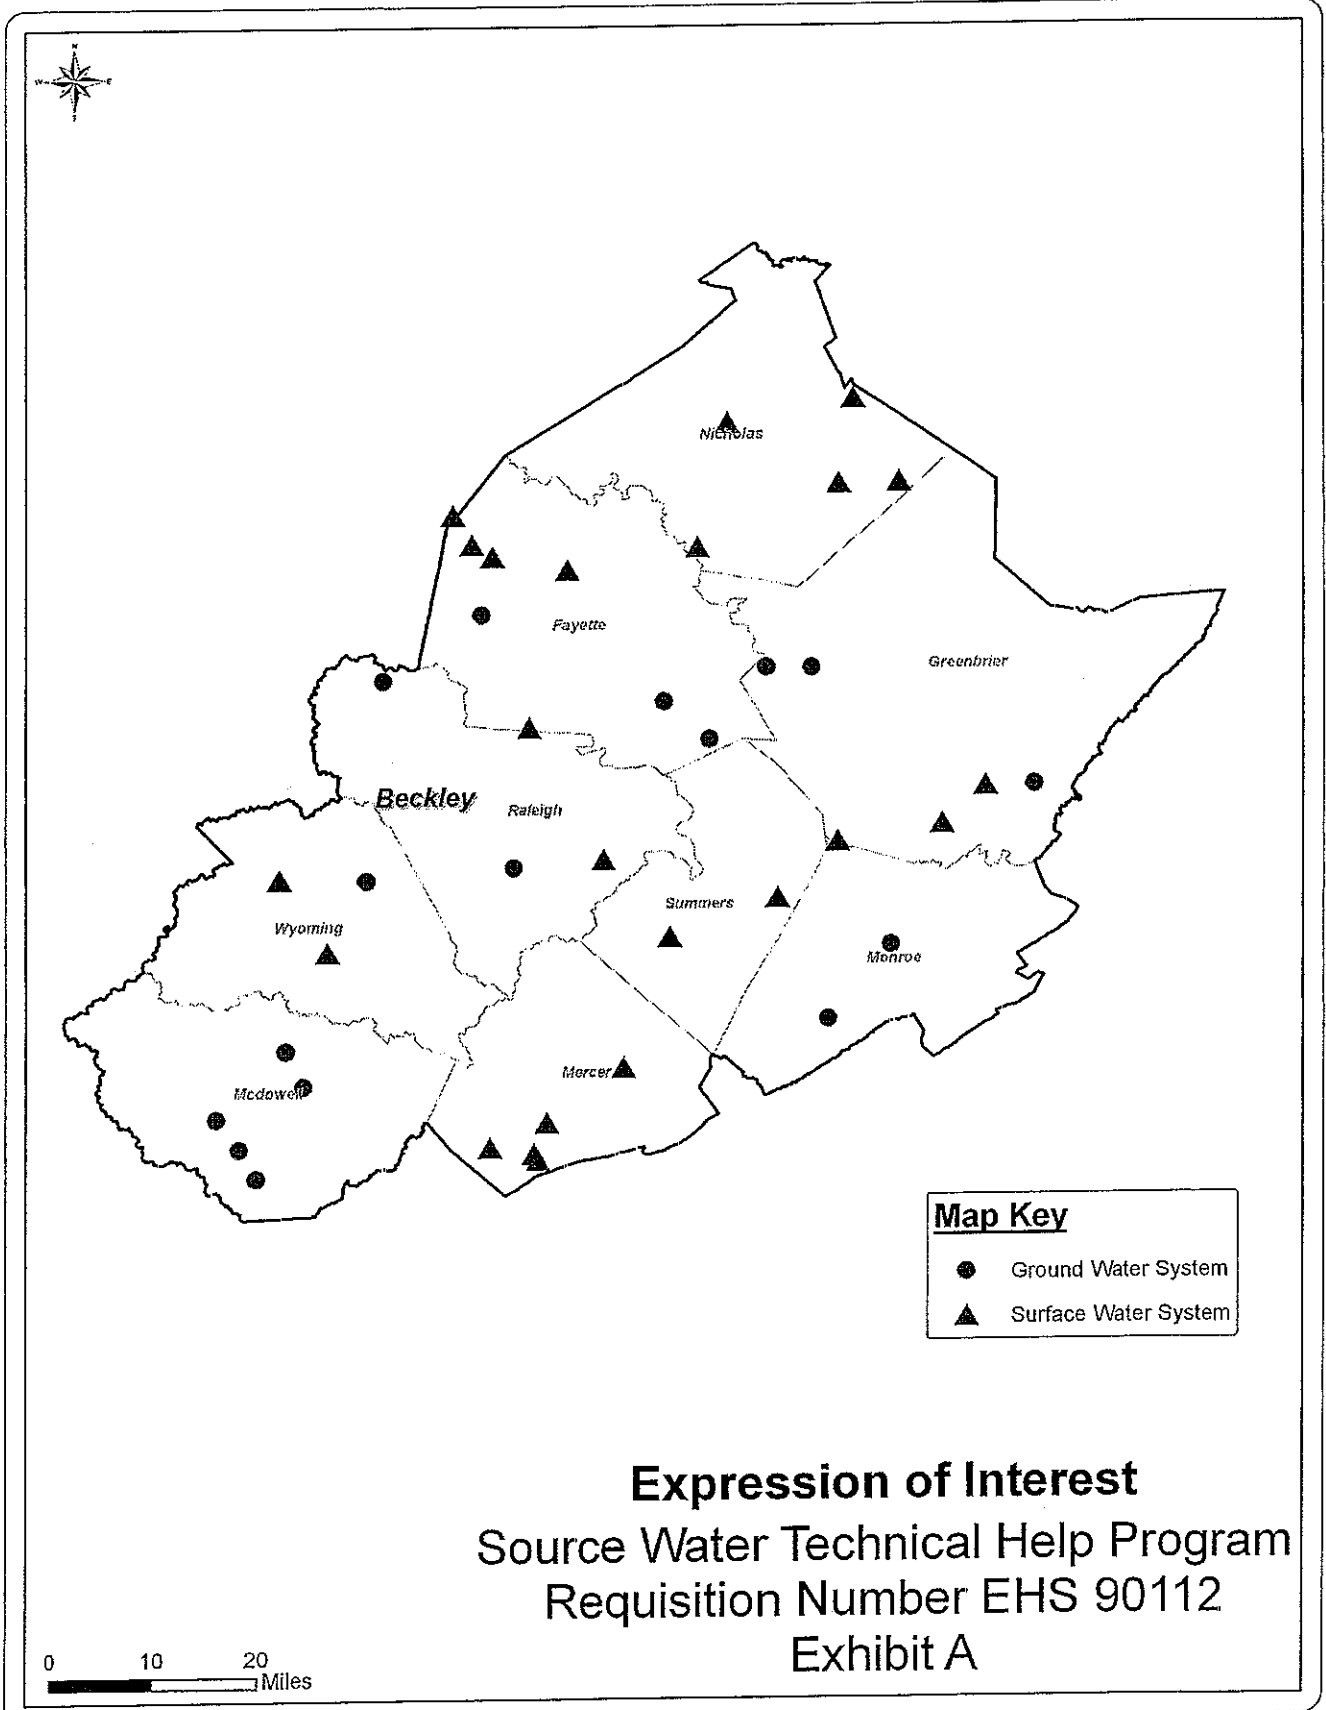 N
W E
S
Nicholas
Fayette
Greenbrier
Beckley
Raleigh
Summers
Wyoming
Monroe
Mercer
Mcdowell
Map Key
Ground Water System
Surface Water System
Expression of Interest
Source Water Technical Help Program
Requisition Number EHS 90112
Exhibit A
0 10 20
Miles